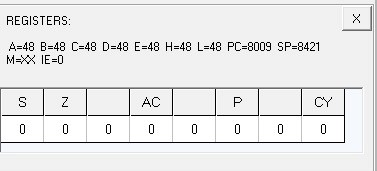 REGISTERS:
X
A=48 B=48 C=48 D=48 E=48 H=48 L=48 PC=8009 SP=8421
M=XX IE=0
S Z AC P CY
0 0 0 0 0 0 0 0